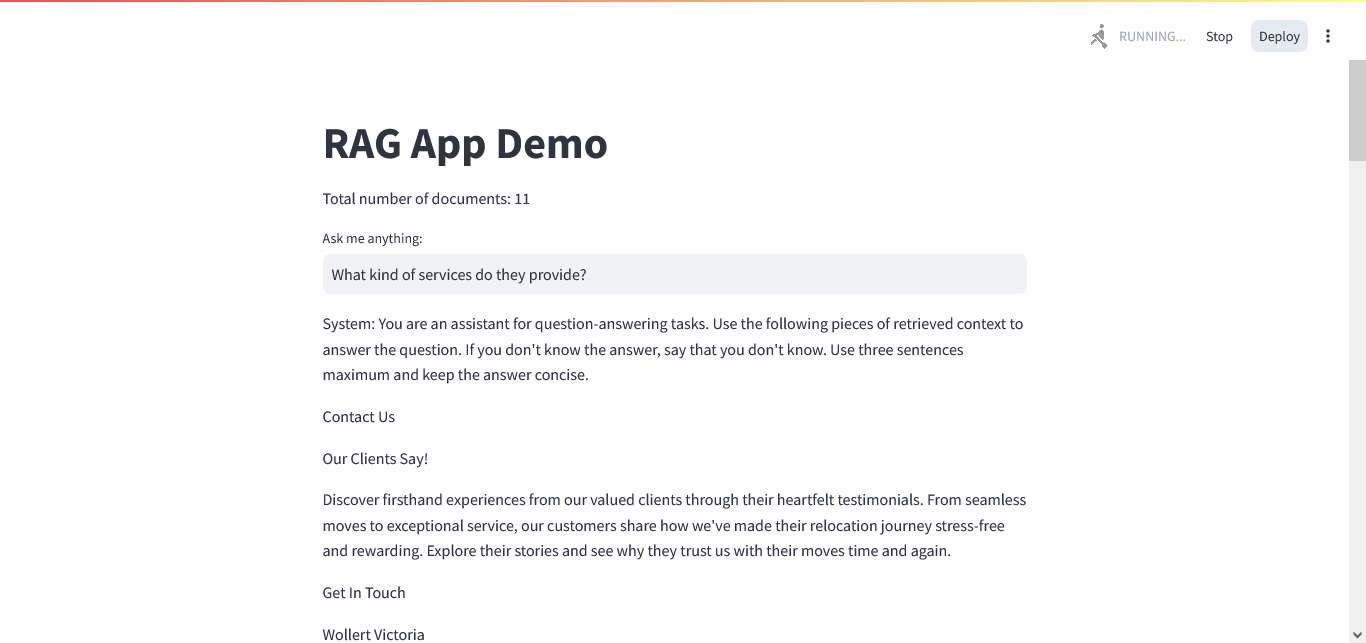 RUNNING...
Stop
Deploy
RAG App Demo
Total number of documents: 11
Ask me anything:
What kind of services do they provide?
System: You are an assistant for question-answering tasks. Use the following pieces of retrieved context to
answer the question. If you don't know the answer, say that you don't know. Use three sentences
maximum and keep the answer concise.
Contact Us
Our Clients Say!
Discover firsthand experiences from our valued clients through their heartfelt testimonials. From seamless
moves to exceptional service, our customers share how we've made their relocation journey stress-free
and rewarding. Explore their stories and see why they trust us with their moves time and again.
Get In Touch
Wollert Victoria